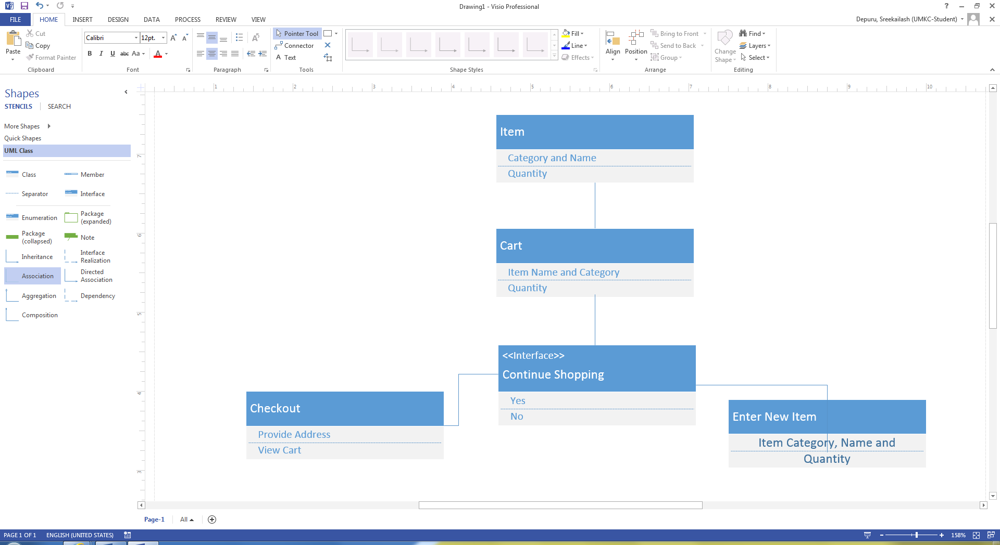 Drawing1 - Visio Professional
?
FILE HOME INSERT DESIGN DATA PROCESS REVIEW VIEW
Depuru, Sreekailash (UMKC-Student)
Paste
Cut
Copy
Format Painter
Clipboard
Calibri 12pt. A A
B I U abc Aa A
Font
A
Paragraph
Pointer Tool
Connector
A Text
Tools
Shape Styles
Fill
Line
Effects
Align
Position
Bring to Front
Send to Back
Group
Arrange
Change
Shape
Find
Layers
Select
Editing
Shapes
STENCILS SEARCH
More Shapes
Quick Shapes
UML Class
Class Member
Separator Interface
Enumeration Package
(expanded)
Package
(collapsed) Note
Inheritance Interface
Realization
Association Directed
Association
Aggregation Dependency
Composition
1 2 3 4 5 6 7 8 9 10
7
6
5
4
3
Item
Category and Name
Quantity
Cart
Item Name and Category
Quantity
<<Interface>>
Continue Shopping
Yes
No
Checkout
Provide Address
View Cart
Enter New Item
Item Category, Name and
Quantity
Page-1 All
PAGE 1 OF 1 ENGLISH (UNITED STATES)
158%